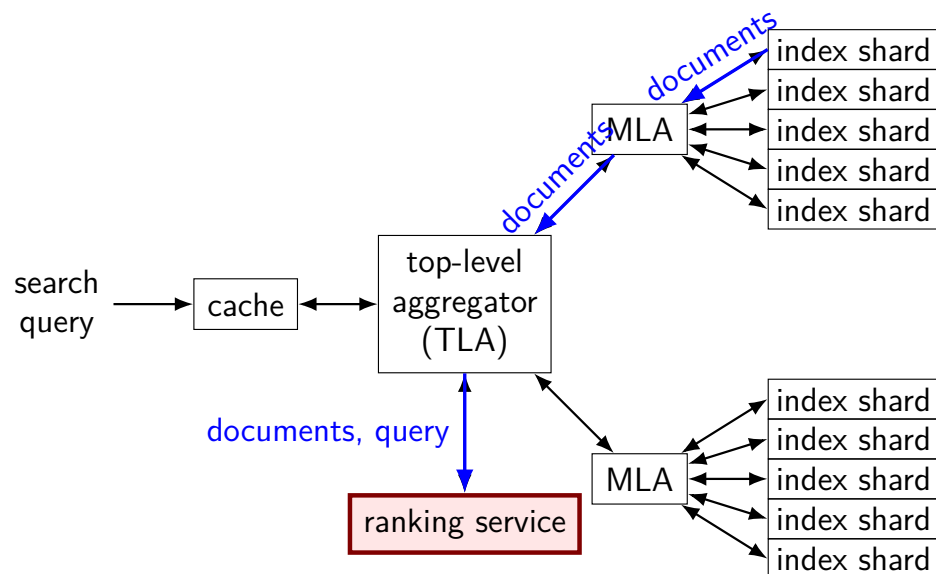 documents
index shard
index shard
index shard
index shard
index shard
MLA
documents
search
query
cache
top-level
aggregator
(TLA)
documents, query
ranking service
MLA
index shard
index shard
index shard
index shard
index shard